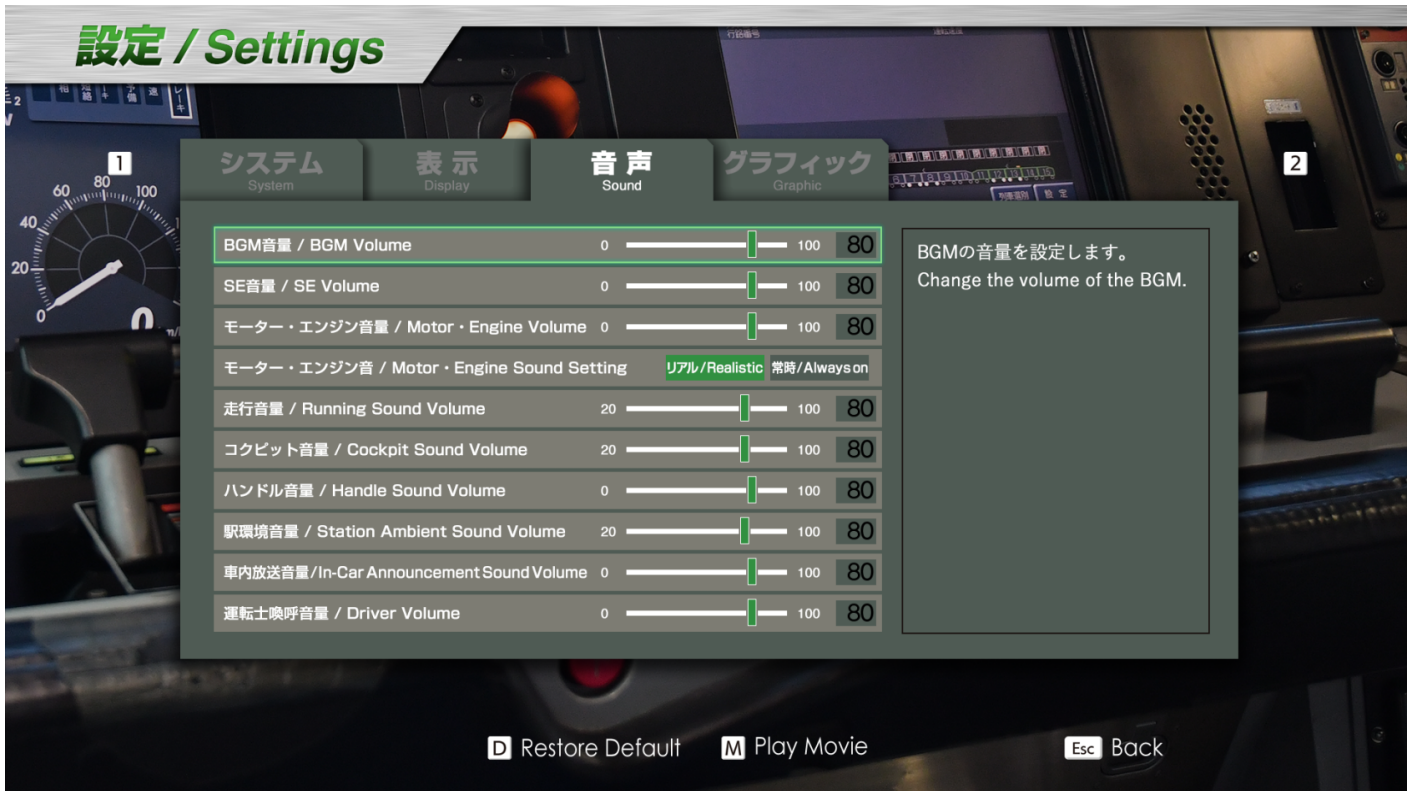 設定 / Settings
1
2
システム
System
表示
Display
音声
Sound
グラフィック
Graphic
BGM音量 / BGM Volume 0 100 80
SE音量 / SE Volume 0 100 80
モーター・エンジン音量 / Motor・Engine Volume 0 100 80
モーター・エンジン音 / Motor・Engine Sound Setting リアル/Realistic 常時/Always on
走行音量 / Running Sound Volume 20 100 80
コクピット音量 / Cockpit Sound Volume 20 100 80
ハンドル音量 / Handle Sound Volume 0 100 80
駅環境音量 / Station Ambient Sound Volume 20 100 80
車内放送音量/In-Car Announcement Sound Volume 0 100 80
運転士喚呼音量 / Driver Volume 0 100 80
BGMの音量を設定します。
Change the volume of the BGM.
0 20 40 60 80 100
0
D Restore Default M Play Movie Esc Back